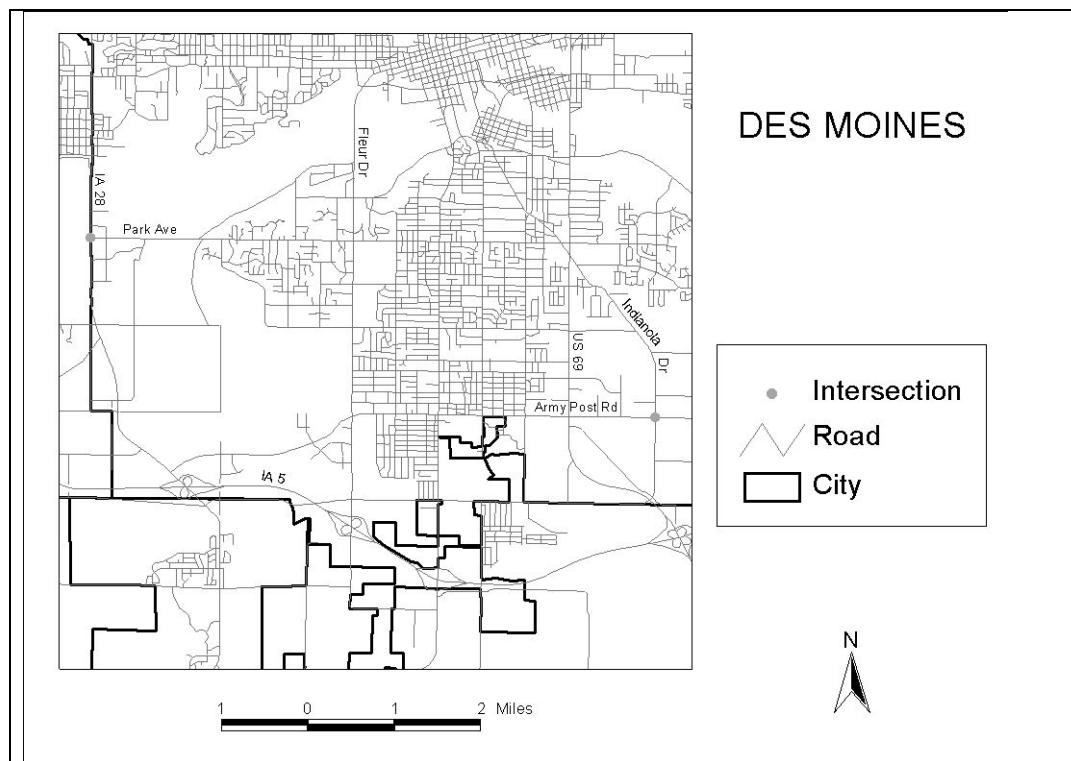 DES MOINES
Fleur Dr
IA 28
Park Ave
Indianola Dr
US 69
Army Post Rd
IA 5
Intersection
Road
City
N
1 0 1 2 Miles